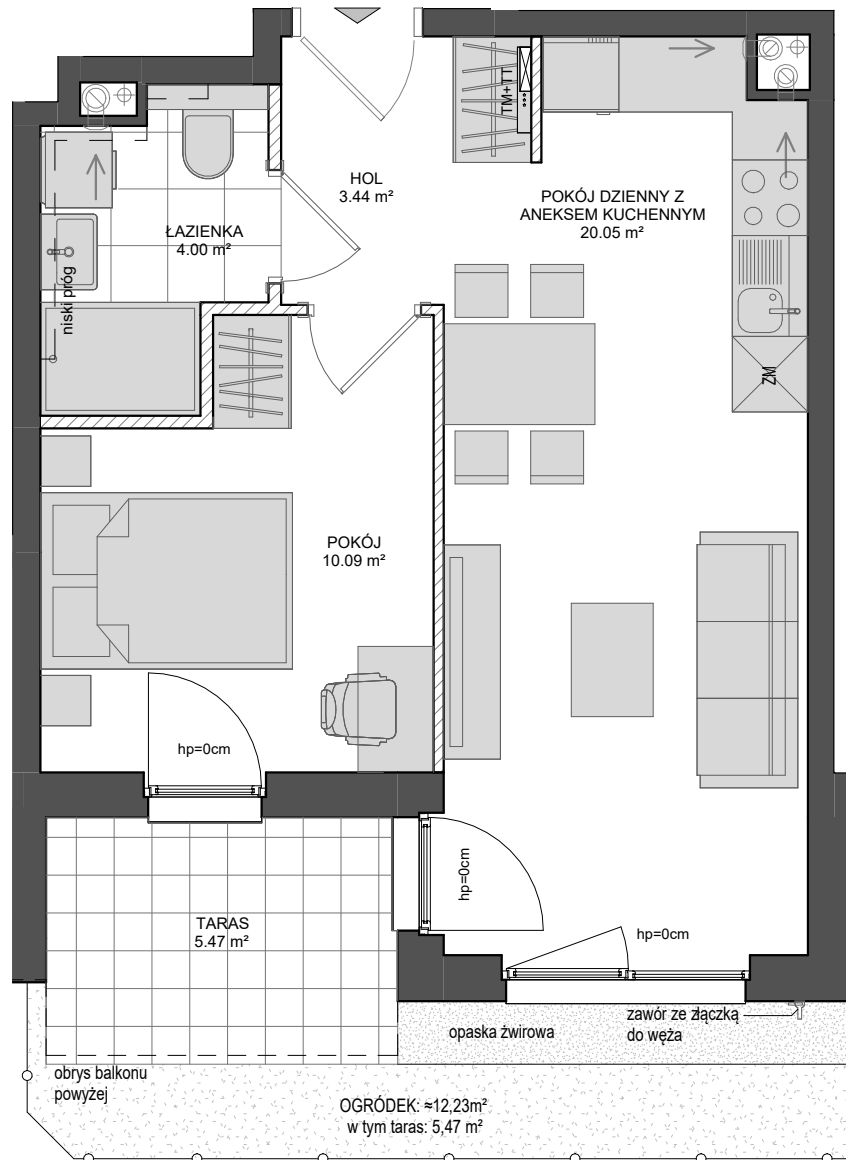 TM+TT
HOL
3.44 m²
POKÓJ DZIENNY Z
ANEKSEM KUCHENNYM
20.05 m²
ŁAZIENKA
4.00 m²
niski próg
ZM
POKÓJ
10.09 m²
hp=0cm
hp=0cm
hp=0cm
TARAS
5.47 m²
zawór ze złączką
do węża
opaska żwirowa
obrys balkonu
powyżej
OGRÓDEK: ≈12,23m²
w tym taras: 5,47 m²